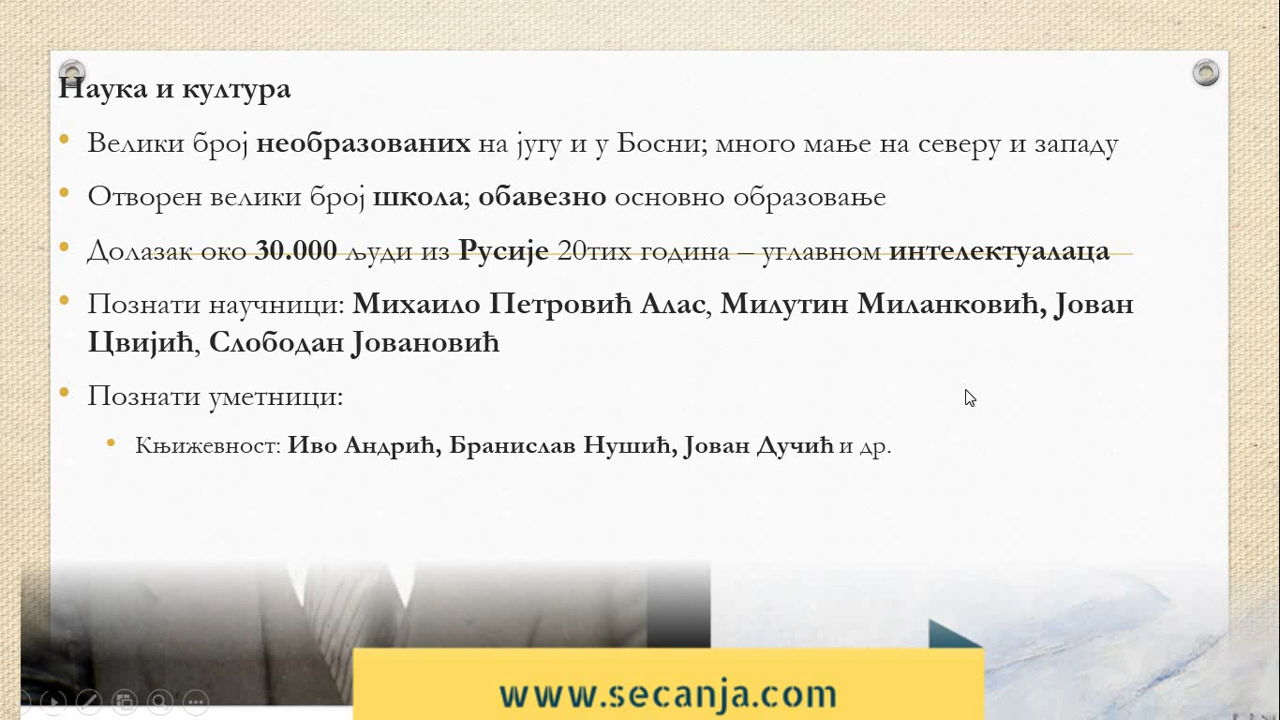 Наука и култура
Велики број необразованих на југу и у Босни; много мање на северу и западу
Отворен велики број школа; обавезно основно образовање
Долазак око 30.000 људи из Русије 20тих година – углавном интелектуалаца
Познати научници: Михаило Петровић Алас, Милутин Миланковић, Јован
Цвијић, Слободан Јовановић
Познати уметници:
Књижевност: Иво Андрић, Бранислав Нушић, Јован Дучић и др.
www.secanja.com